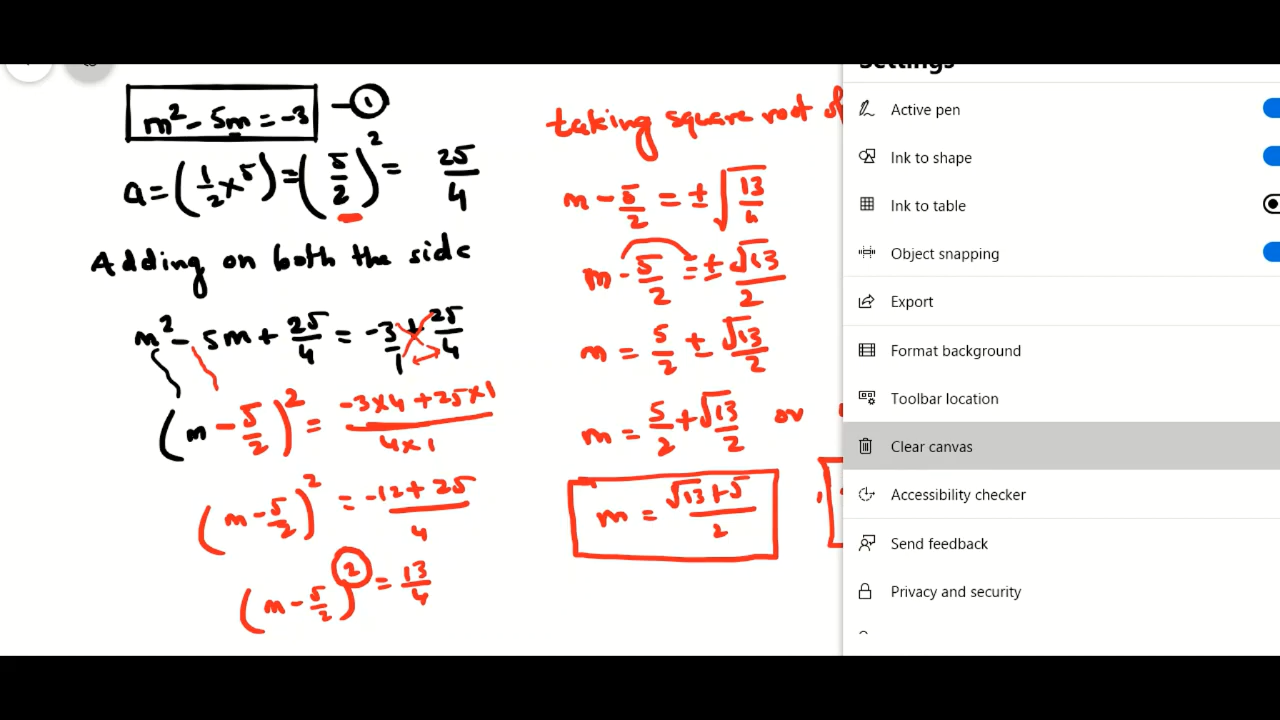 m² - 5m = -3 —①
a = (1/2 × 5) = (5/2)² = 25/4
Adding on both the side
m² - 5m + 25/4 = -3/1 + 25/4
(m - 5/2)² = (-3×4 + 25×1)/(4×1)
(m - 5/2)² = (-12 + 25)/4
(m - 5/2)² = 13/4
taking square root of
m - 5/2 = ± √(13/4)
m - 5/2 = ± √13/2
m = 5/2 ± √13/2
m = 5/2 + √13/2 or
m = (√13 + 5)/2
Settings
Active pen
Ink to shape
Ink to table
Object snapping
Export
Format background
Toolbar location
Clear canvas
Accessibility checker
Send feedback
Privacy and security